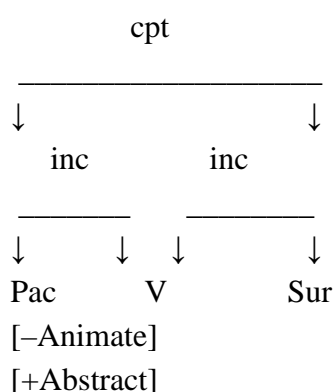 cpt
inc inc
Pac V Sur
[–Animate]
[+Abstract]